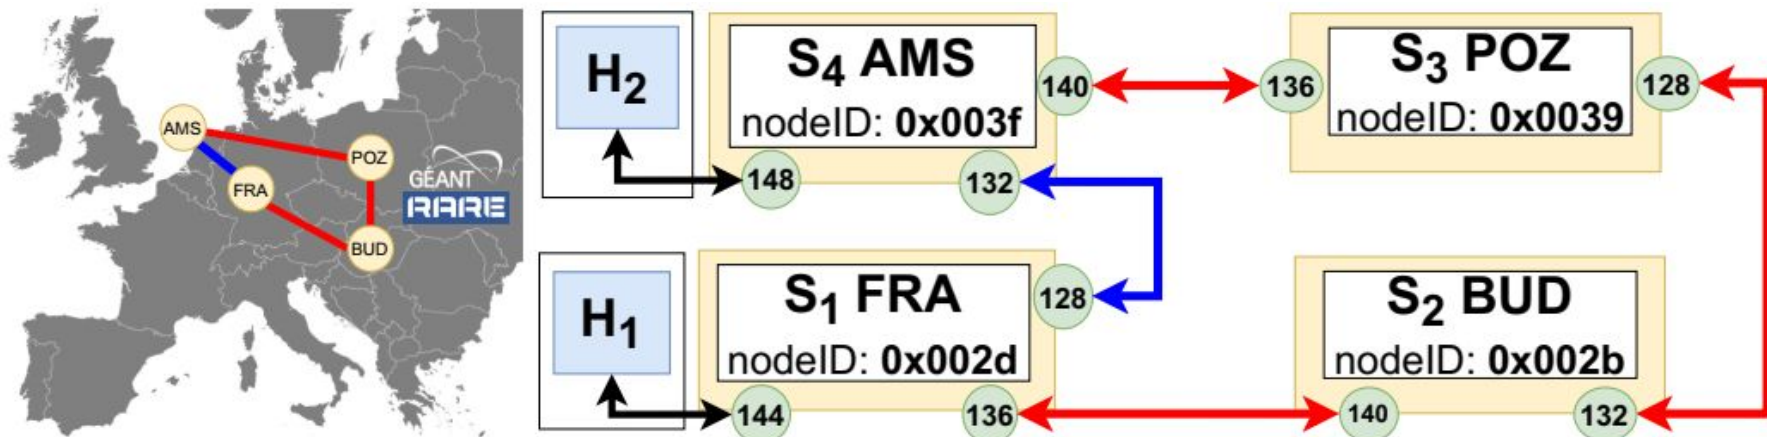 AMS
POZ
FRA
BUD
GÉANT
RARE
H2
S4 AMS
nodeID: 0x003f
140
148
132
136
S3 POZ
nodeID: 0x0039
128
H1
S1 FRA
nodeID: 0x002d
128
144
136
S2 BUD
nodeID: 0x002b
140
132